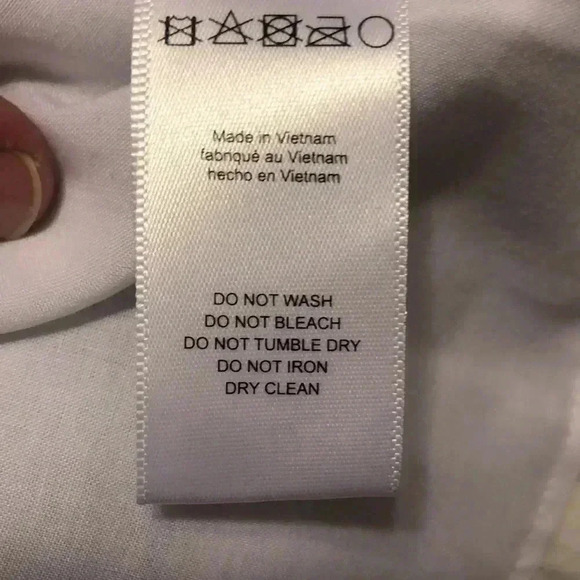 Made in Vietnam
fabriqué au Vietnam
hecho en Vietnam
DO NOT WASH
DO NOT BLEACH
DO NOT TUMBLE DRY
DO NOT IRON
DRY CLEAN